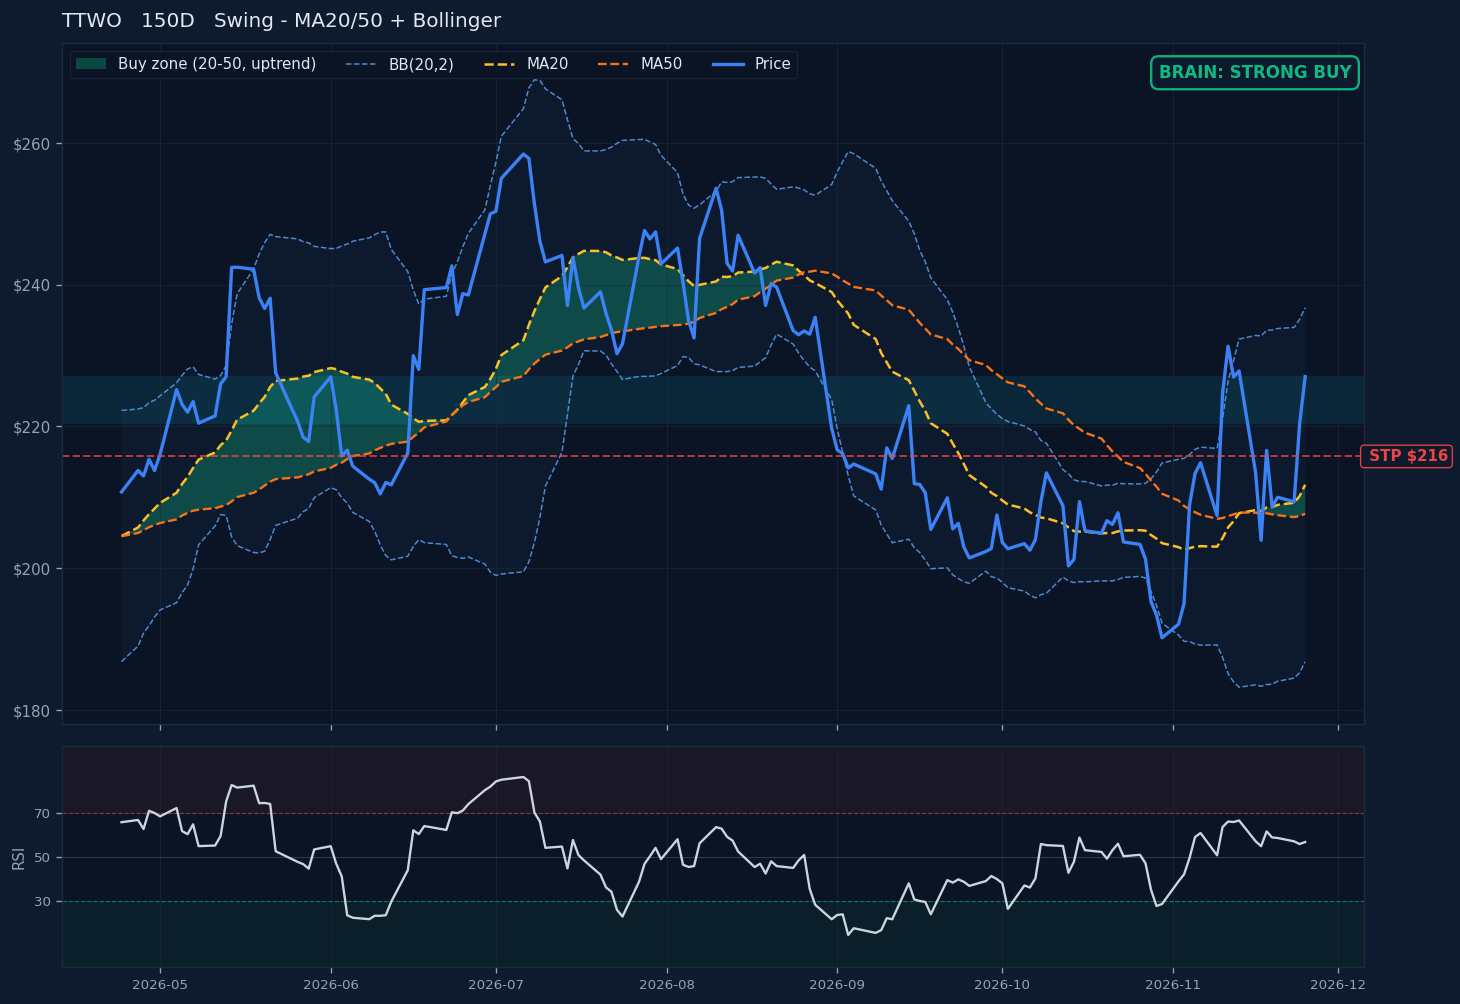 TTWO   150D   Swing - MA20/50 + Bollinger
Buy zone (20-50, uptrend)   BB(20,2)   MA20   MA50   Price
BRAIN: STRONG BUY
$260
$240
$220
STP $216
$200
$180
70
50
30
RSI
2026-05   2026-06   2026-07   2026-08   2026-09   2026-10   2026-11   2026-12